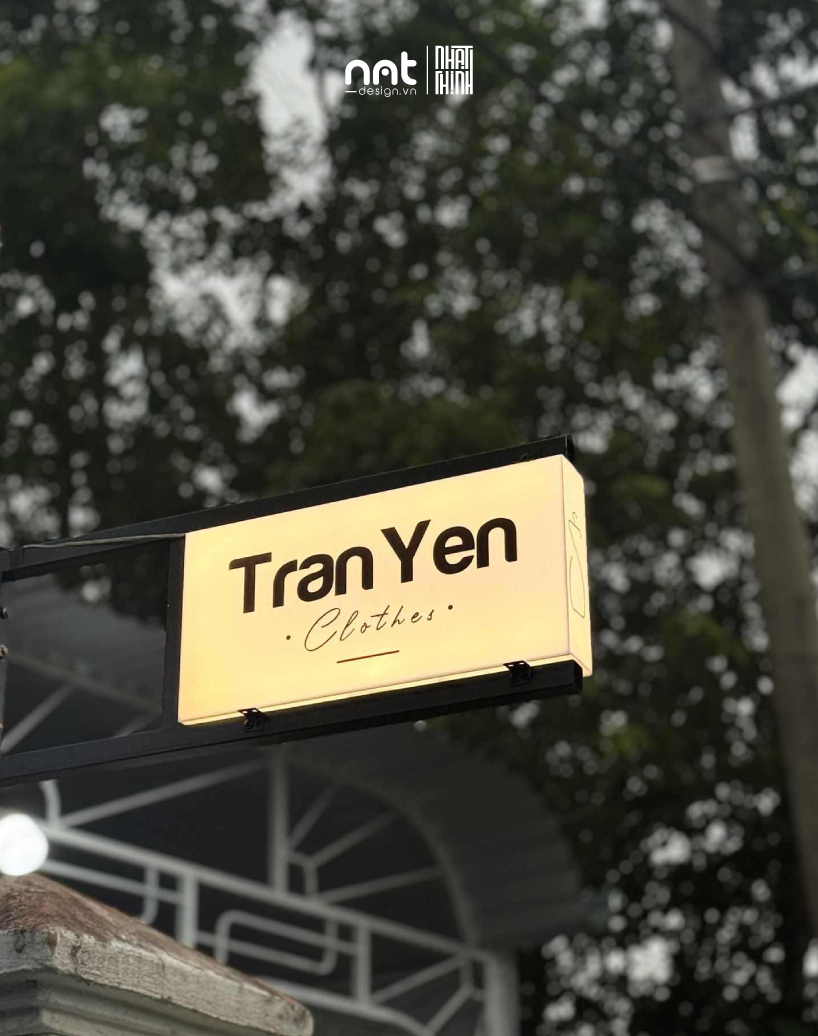 nat
design.vn
NHAT
THINH
Tran Yen
• Clothes •